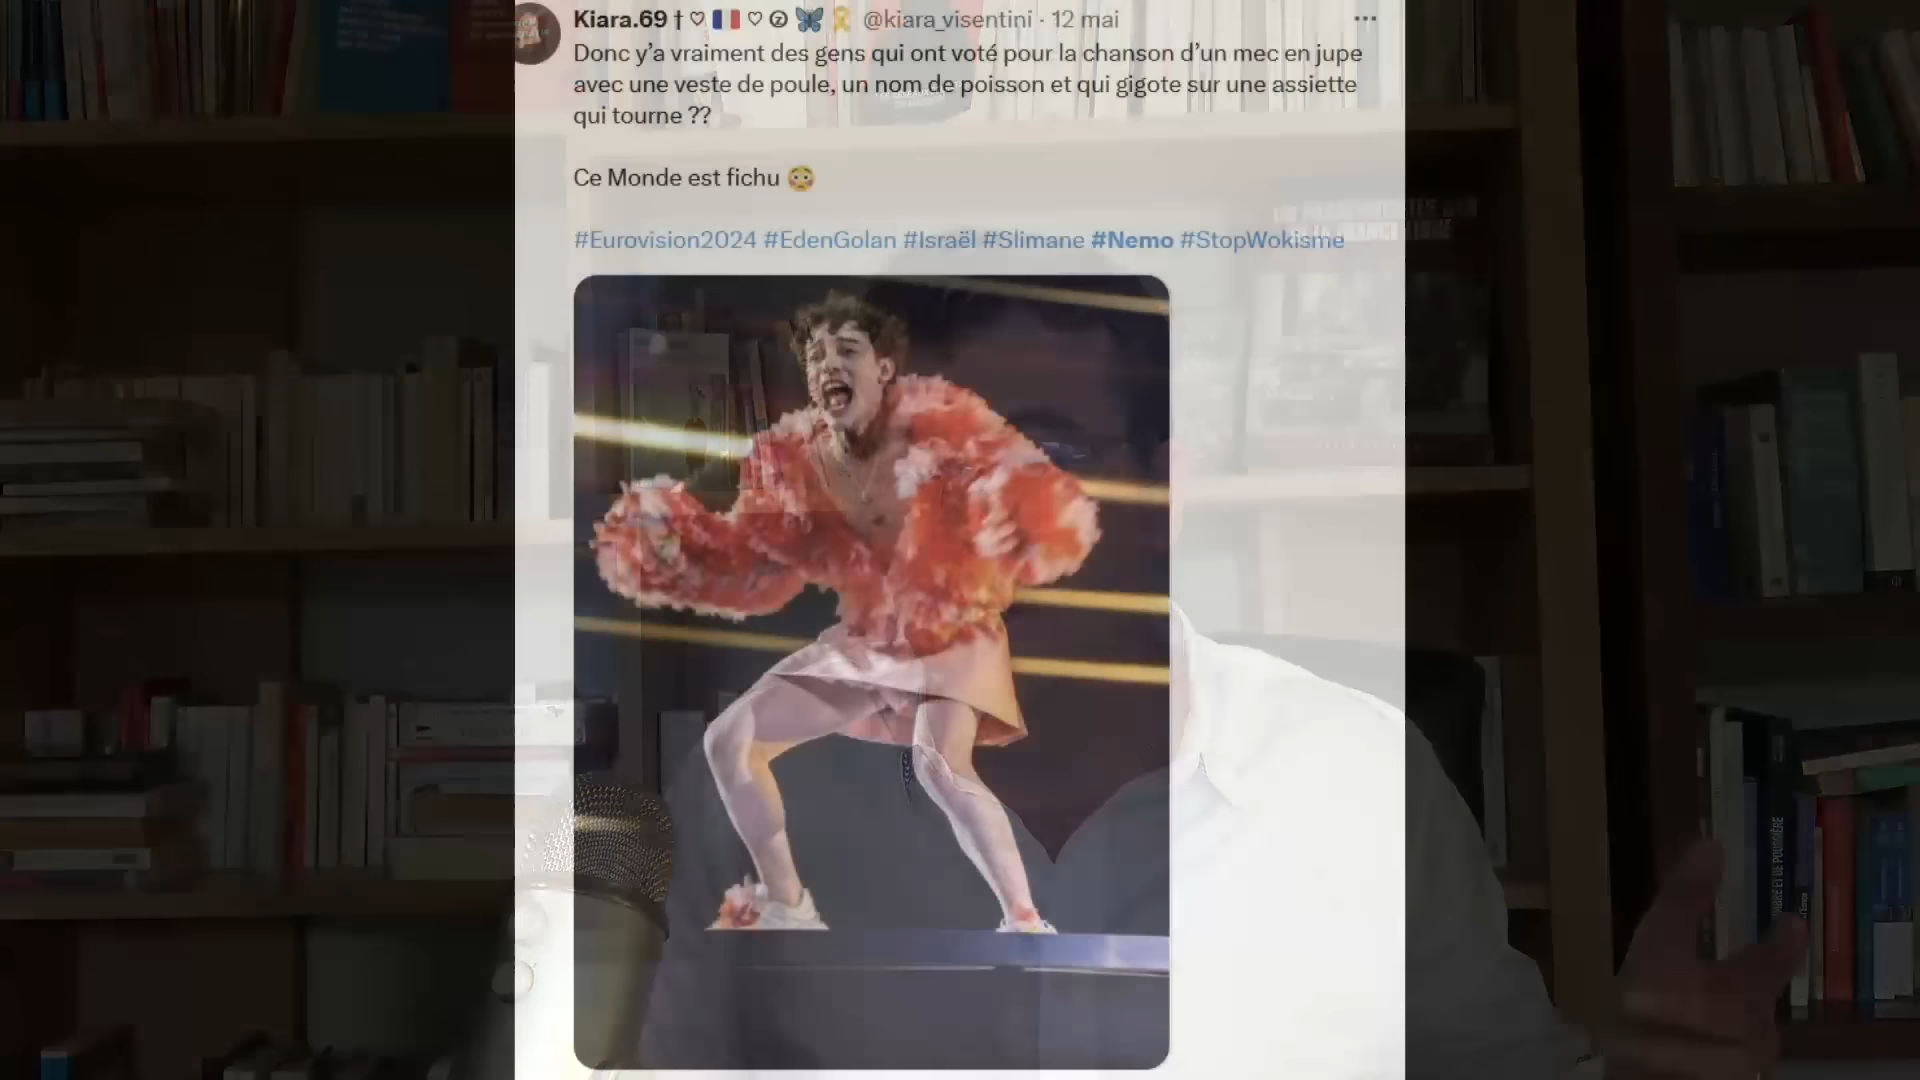 Kiara.69 † ♡ 🇫🇷 ♡ ⓩ 🦋 🎗️ @kiara_visentini · 12 mai
Donc y’a vraiment des gens qui ont voté pour la chanson d’un mec en jupe
avec une veste de poule, un nom de poisson et qui gigote sur une assiette
qui tourne ??
Ce Monde est fichu 😳
#Eurovision2024 #EdenGolan #Israël #Slimane #Nemo #StopWokisme